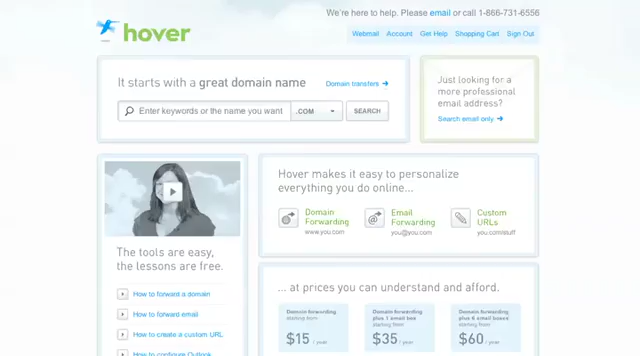 We're here to help. Please email or call 1-866-731-6556
hover
Webmail Account Get Help Shopping Cart Sign Out
It starts with a great domain name
Domain transfers
Enter keywords or the name you want
.COM
SEARCH
Just looking for a
more professional
email address?
Search email only
Hover makes it easy to personalize
everything you do online...
Domain
Forwarding
www.you.com
Email
Forwarding
you@you.com
Custom
URLs
you.com/stuff
The tools are easy,
the lessons are free.
How to forward a domain
How to forward email
How to create a custom URL
How to configure Outlook
... at prices you can understand and afford.
Domain forwarding
starting from
$15 / year
Domain forwarding
plus 1 email box
starting from
$35 / year
Domain forwarding
plus 6 email boxes
starting from
$60 / year